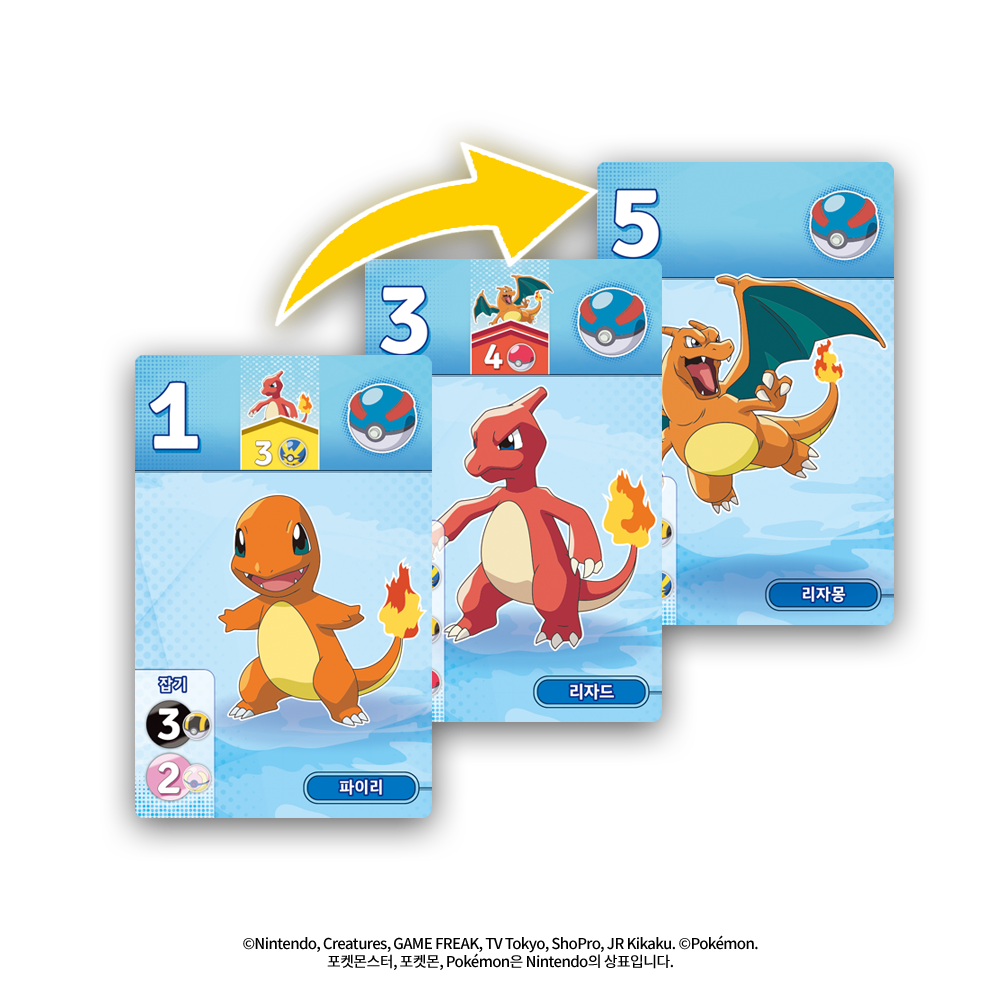 5
3
4
1
3
잡기
3
2
리자몽
리자드
파이리
©Nintendo, Creatures, GAME FREAK, TV Tokyo, ShoPro, JR Kikaku. ©Pokémon.
포켓몬스터, 포켓몬, Pokémon은 Nintendo의 상표입니다.